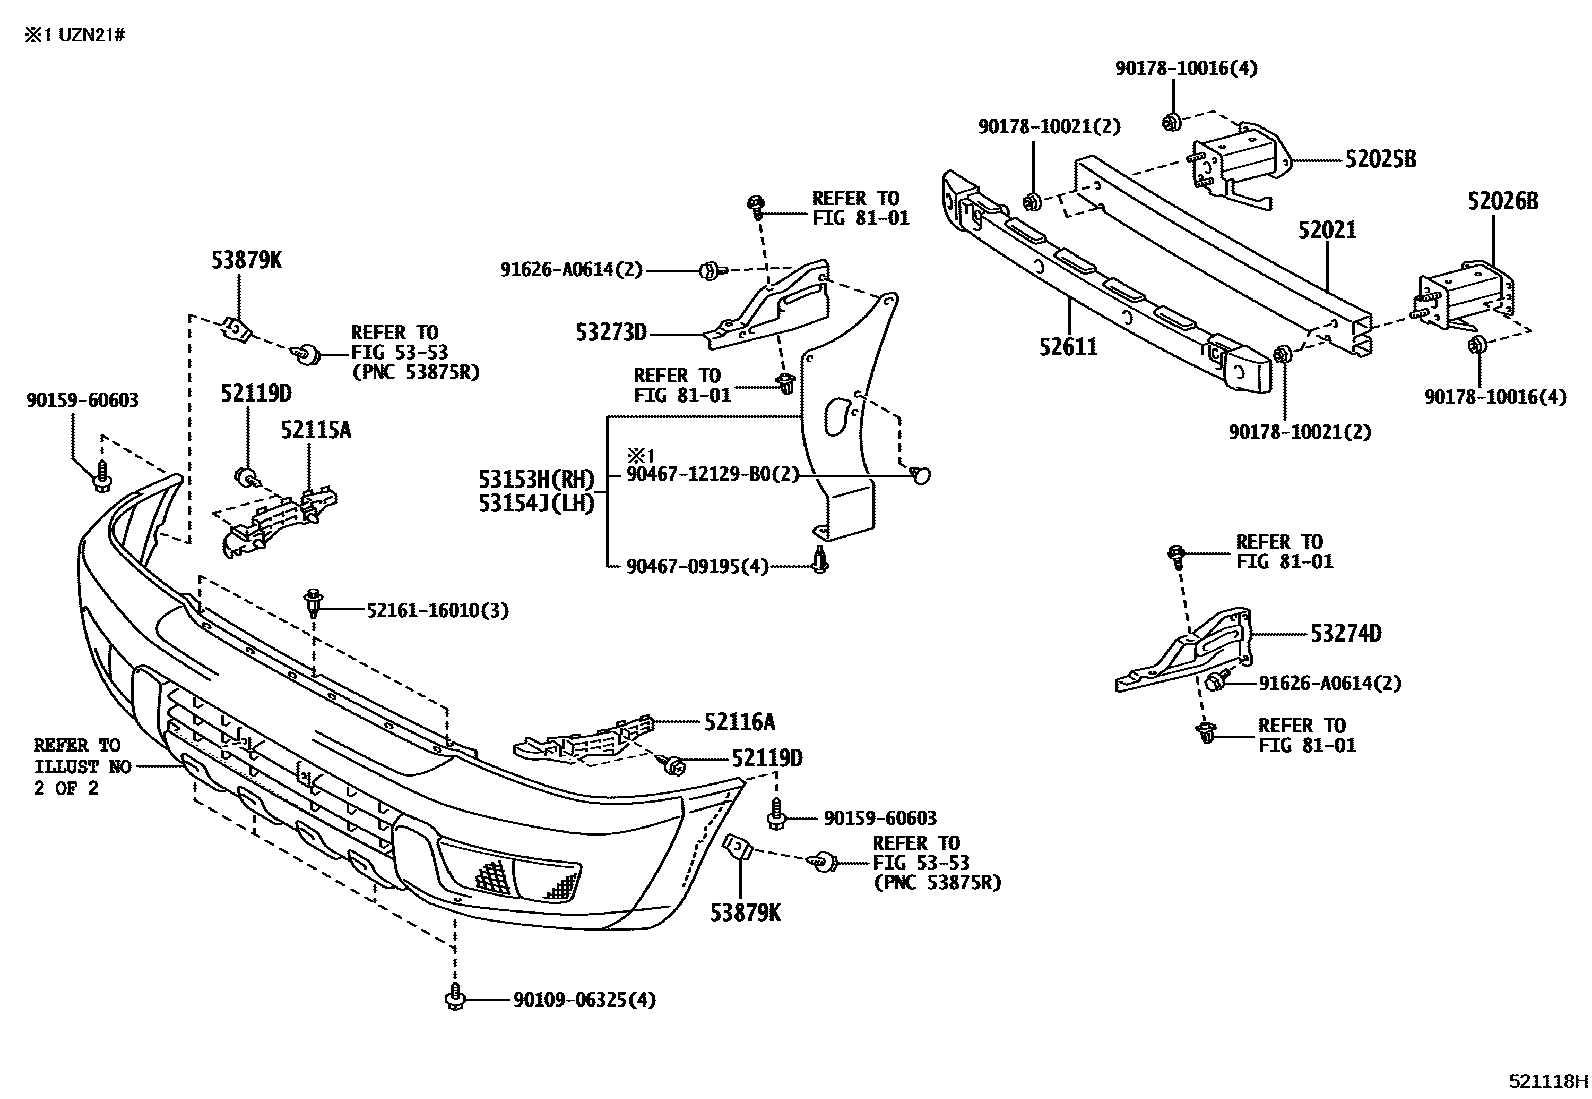 ※1 UZN21#
90178-10016(4)
90178-10021(2)
52025B
REFER TO
FIG 81-01
52026B
52021
53879K
91626-A0614(2)
53273D
REFER TO
FIG 53-53
(PNC 53875R)
52611
REFER TO
FIG 81-01
90159-60603
52119D
52115A
90178-10016(4)
90178-10021(2)
※1
53153H(RH)
53154J(LH)
90467-12129-B0(2)
90467-09195(4)
REFER TO
FIG 81-01
52161-16010(3)
53274D
91626-A0614(2)
52116A
REFER TO
FIG 81-01
REFER TO
ILLUST NO
2 OF 2
52119D
90159-60603
REFER TO
FIG 53-53
(PNC 53875R)
53879K
90109-06325(4)
521118H